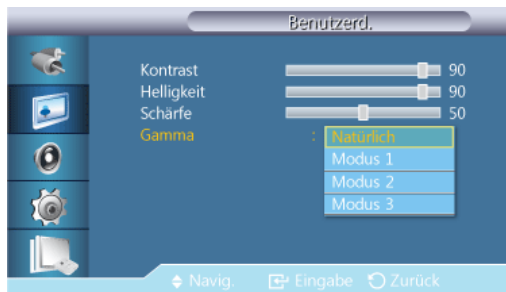 Benutzerd.
Kontrast 90
Helligkeit 90
Schärfe 50
Gamma : Natürlich
Modus 1
Modus 2
Modus 3
Navig. Eingabe Zurück